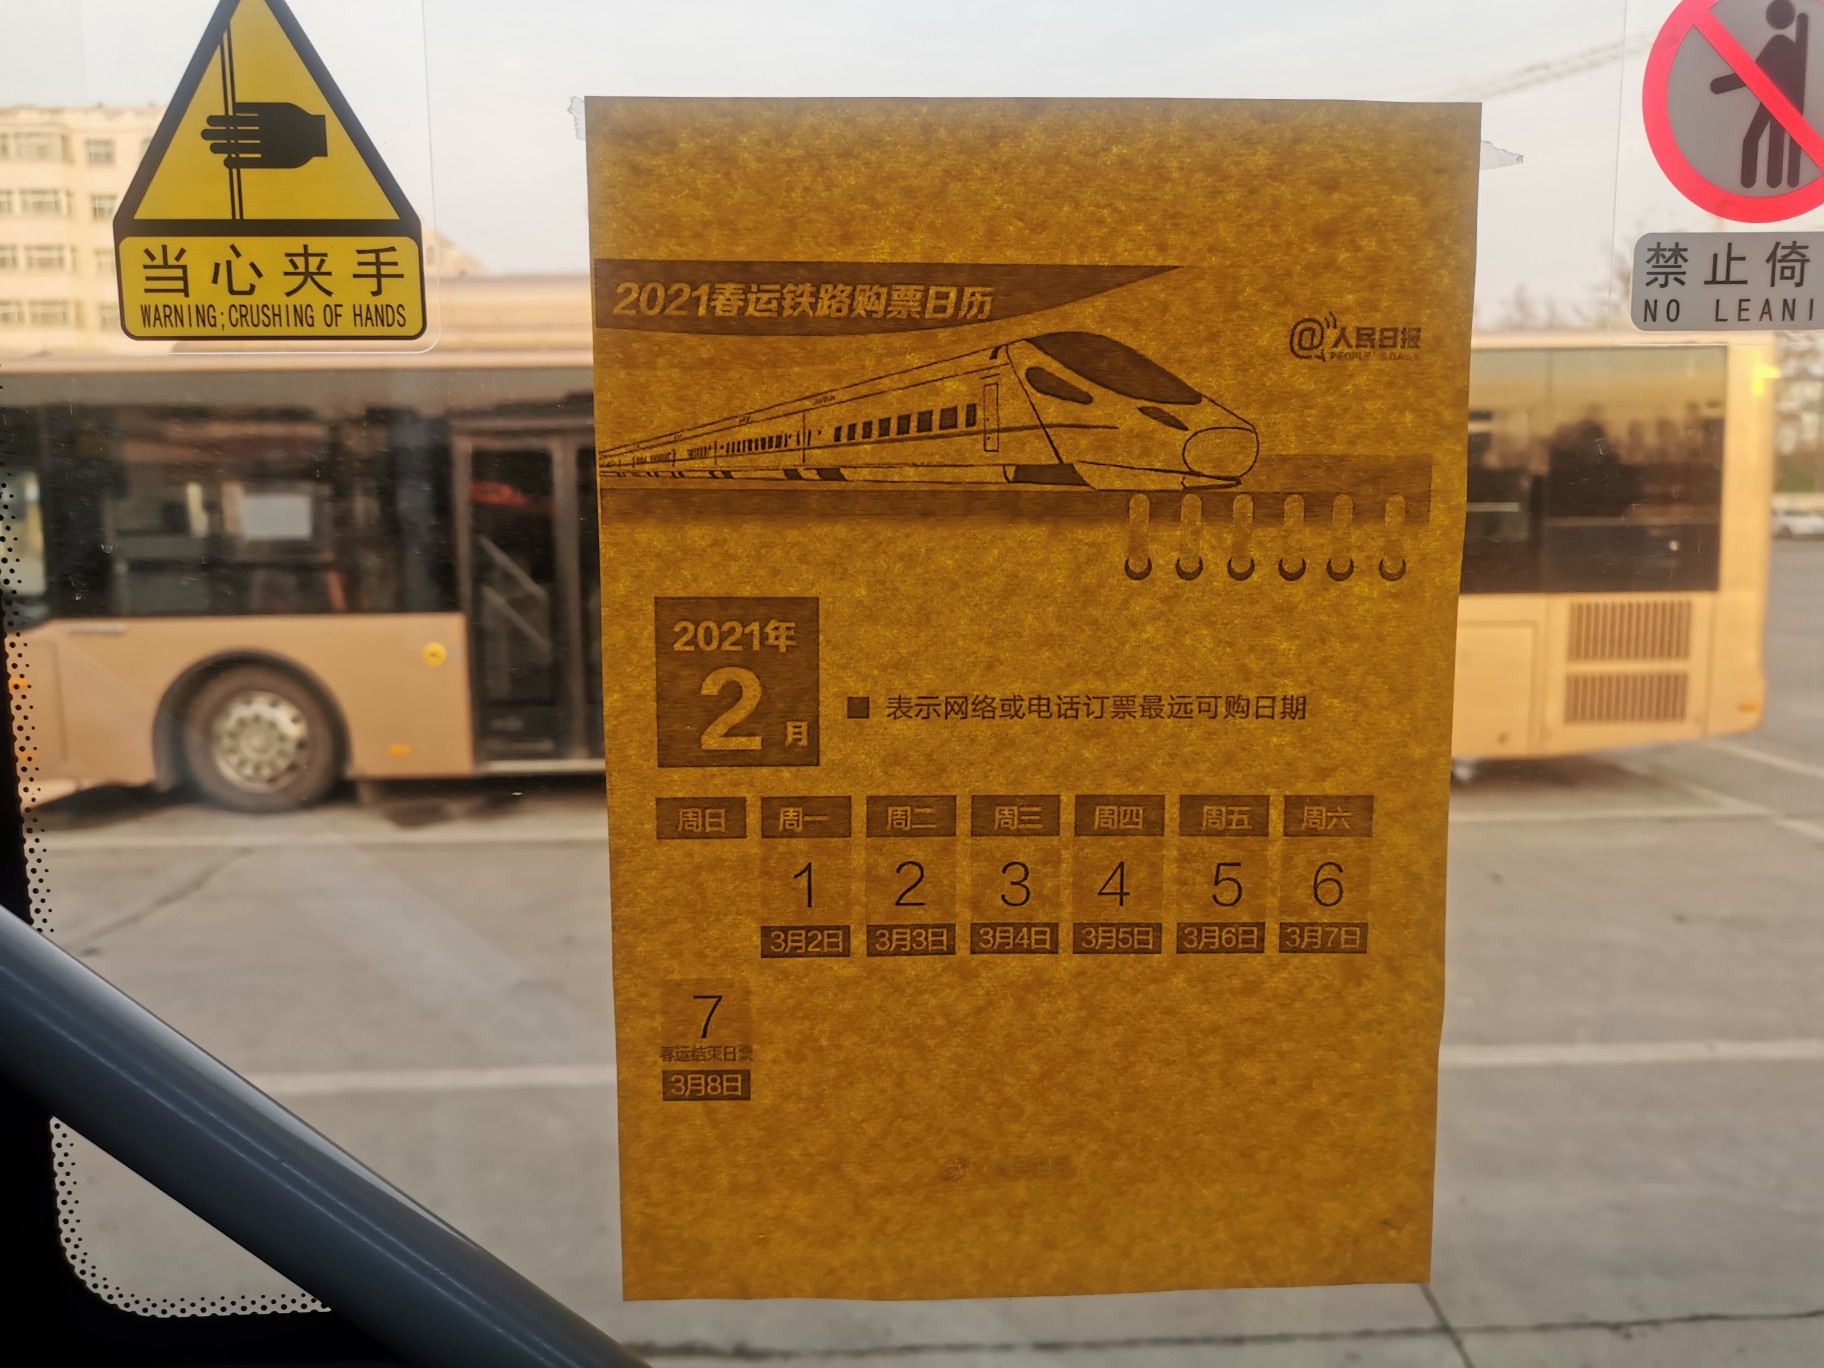 当心夹手
WARNING;CRUSHING OF HANDS
禁止倚
NO LEANI
2021春运铁路购票日历
@人民日报
PEOPLE'S DAILY
2021年
2月
表示网络或电话订票最远可购日期
周日 周一 周二 周三 周四 周五 周六
1 2 3 4 5 6
3月2日 3月3日 3月4日 3月5日 3月6日 3月7日
7
春运结束日票
3月8日